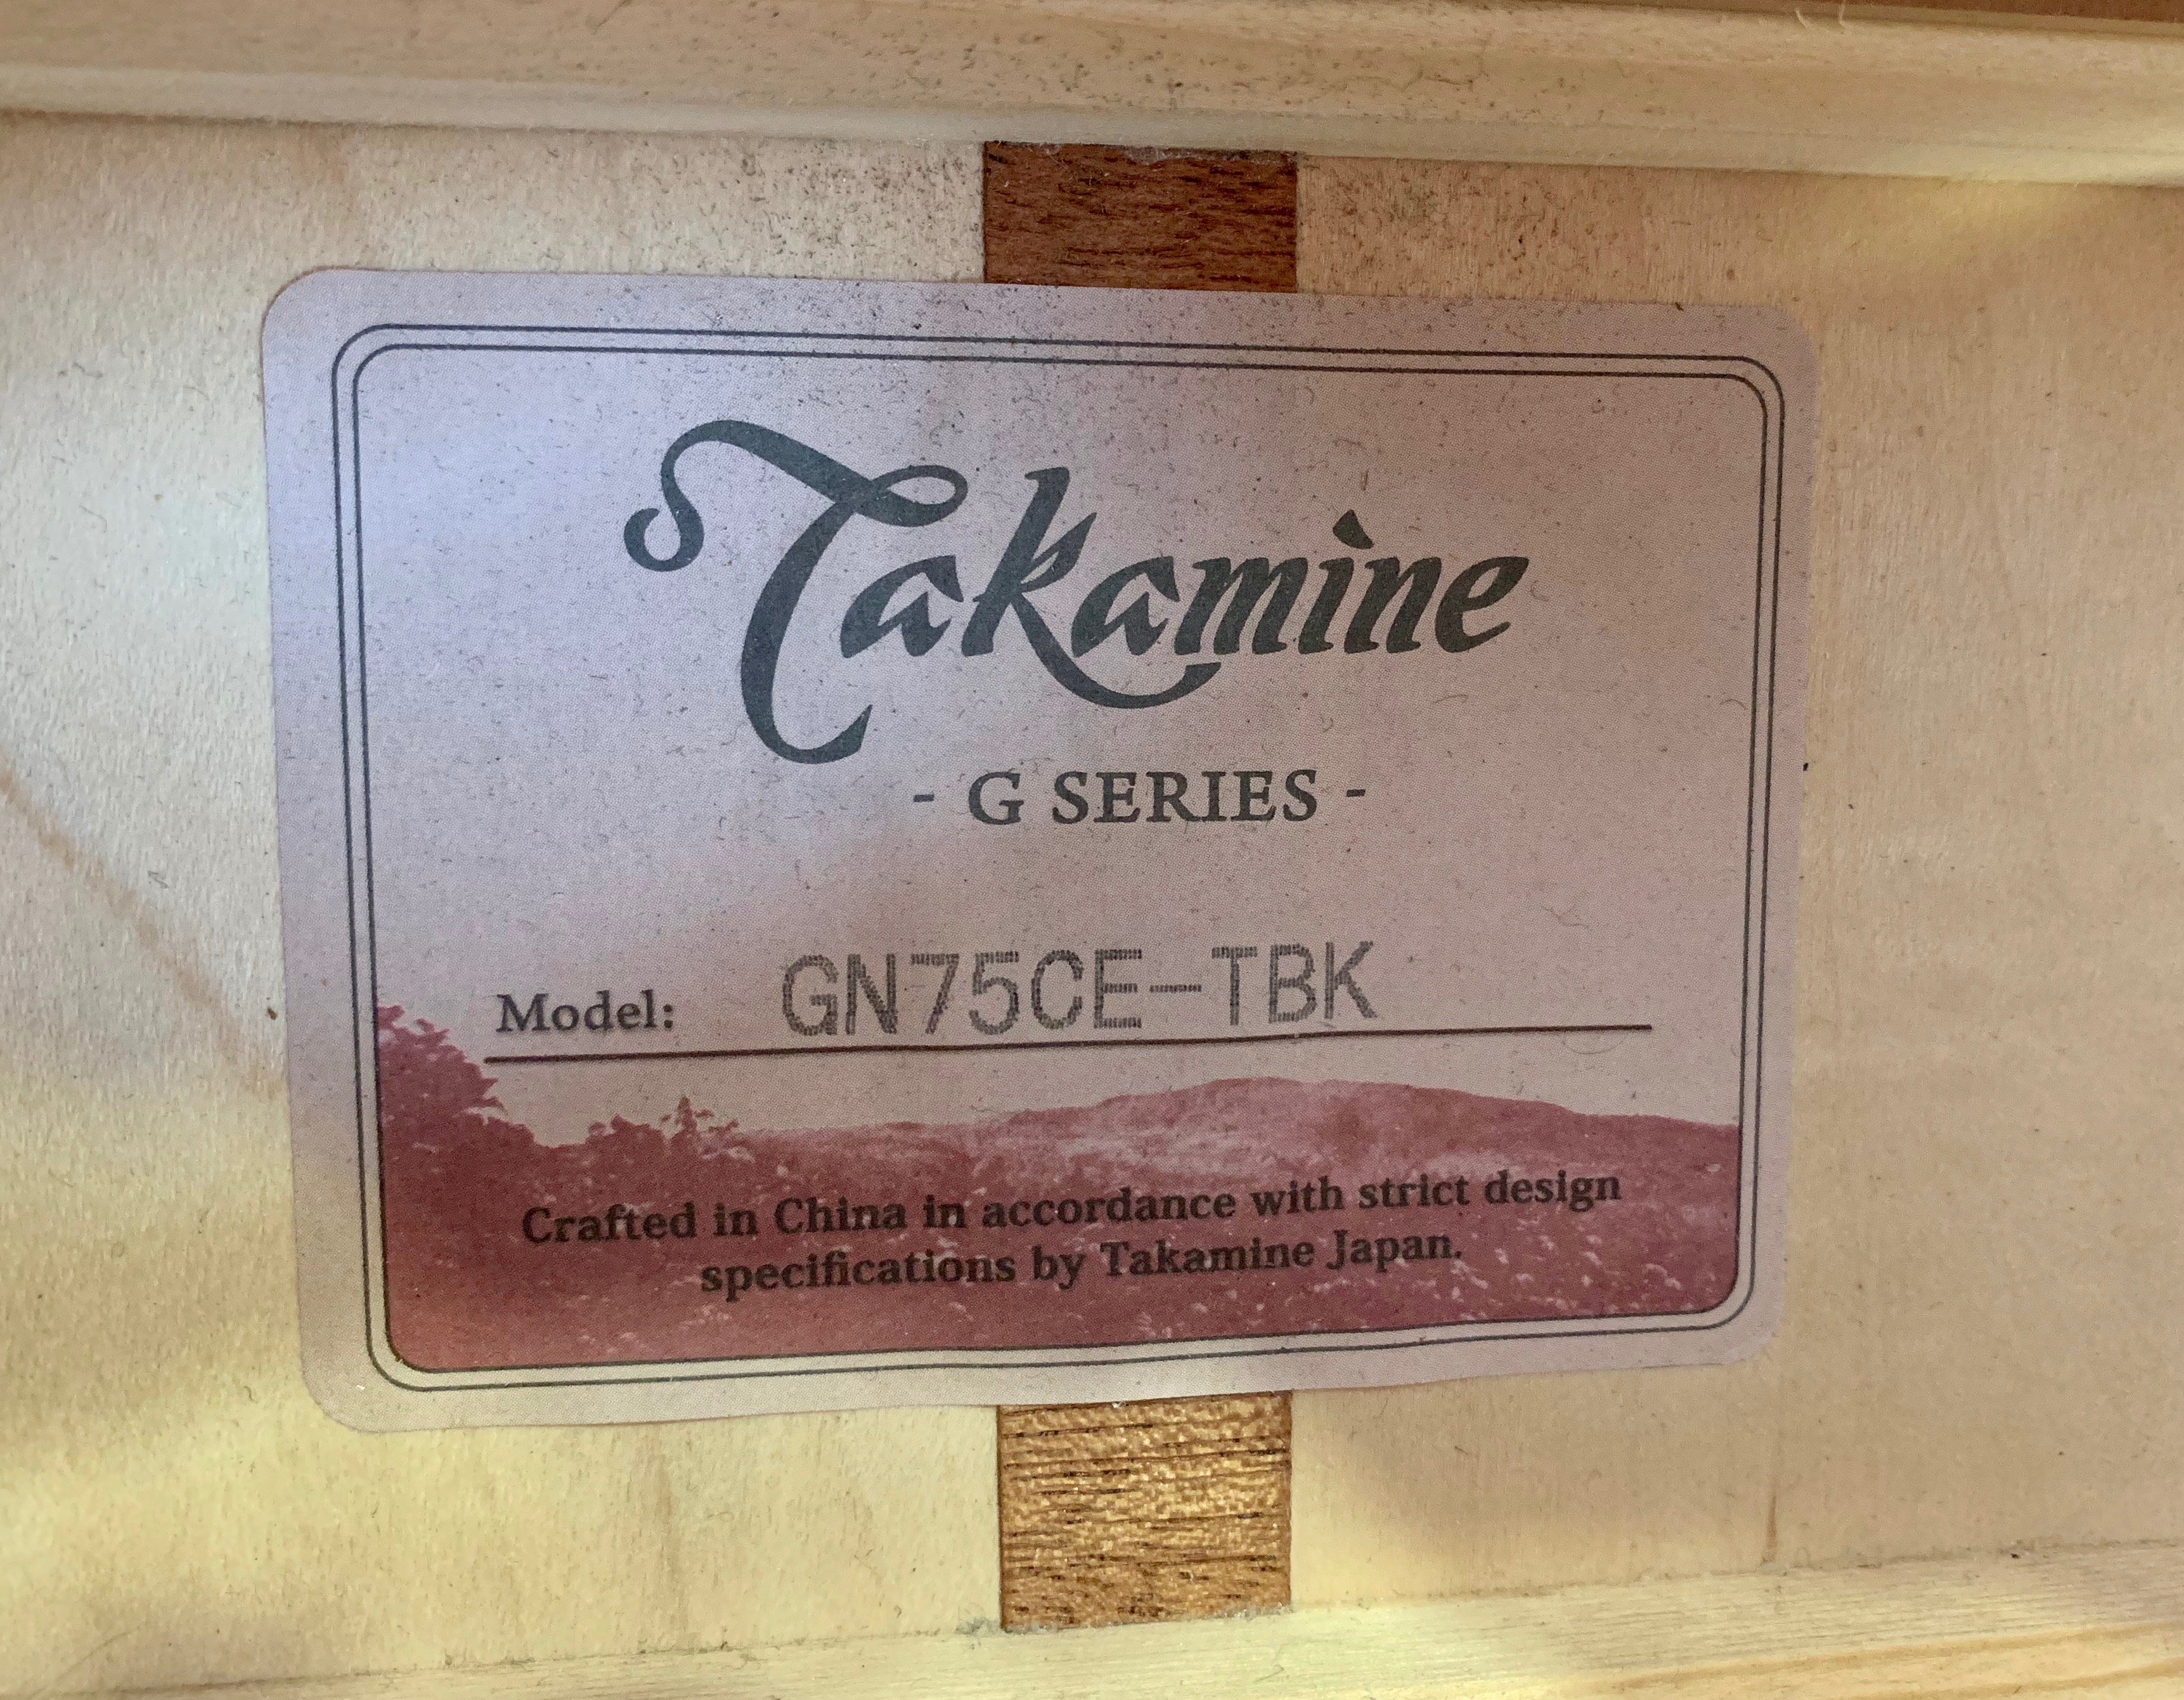 Takamine
- G SERIES -
Model: GN75CE-TBK
Crafted in China in accordance with strict design
specifications by Takamine Japan.